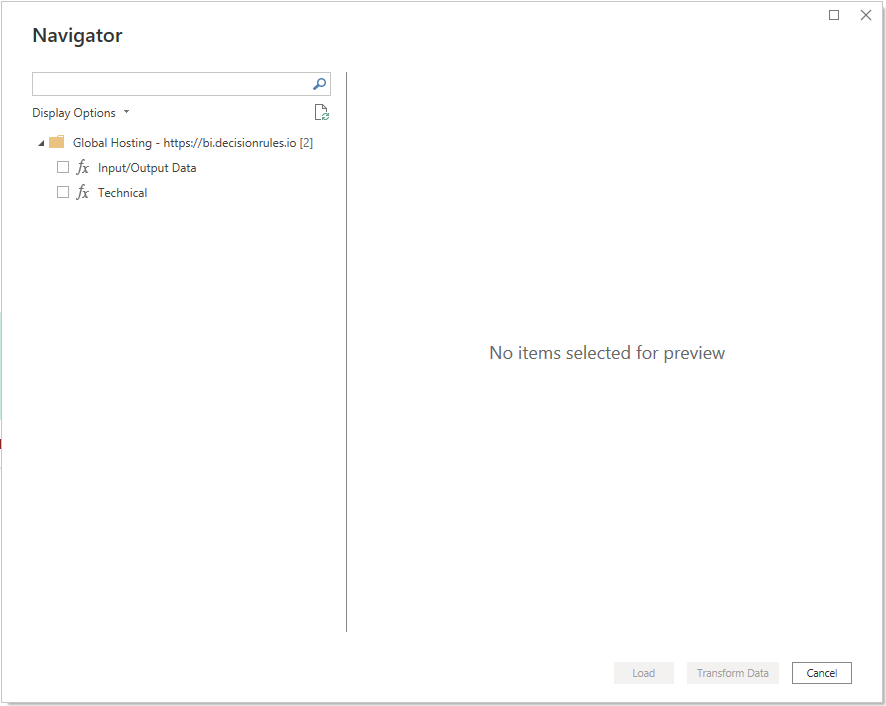 Navigator
Display Options
Global Hosting - https://bi.decisionrules.io [2]
fx Input/Output Data
fx Technical
No items selected for preview
Load
Transform Data
Cancel